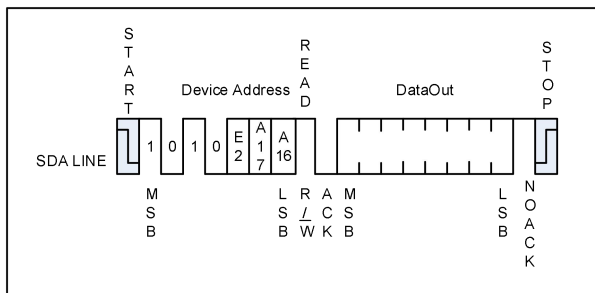 START
READ
STOP
Device Address
DataOut
SDA LINE
1 0 1 0 E2 A17 A16
MSB
LSB
R/W
ACK
MSB
LSB
NOACK